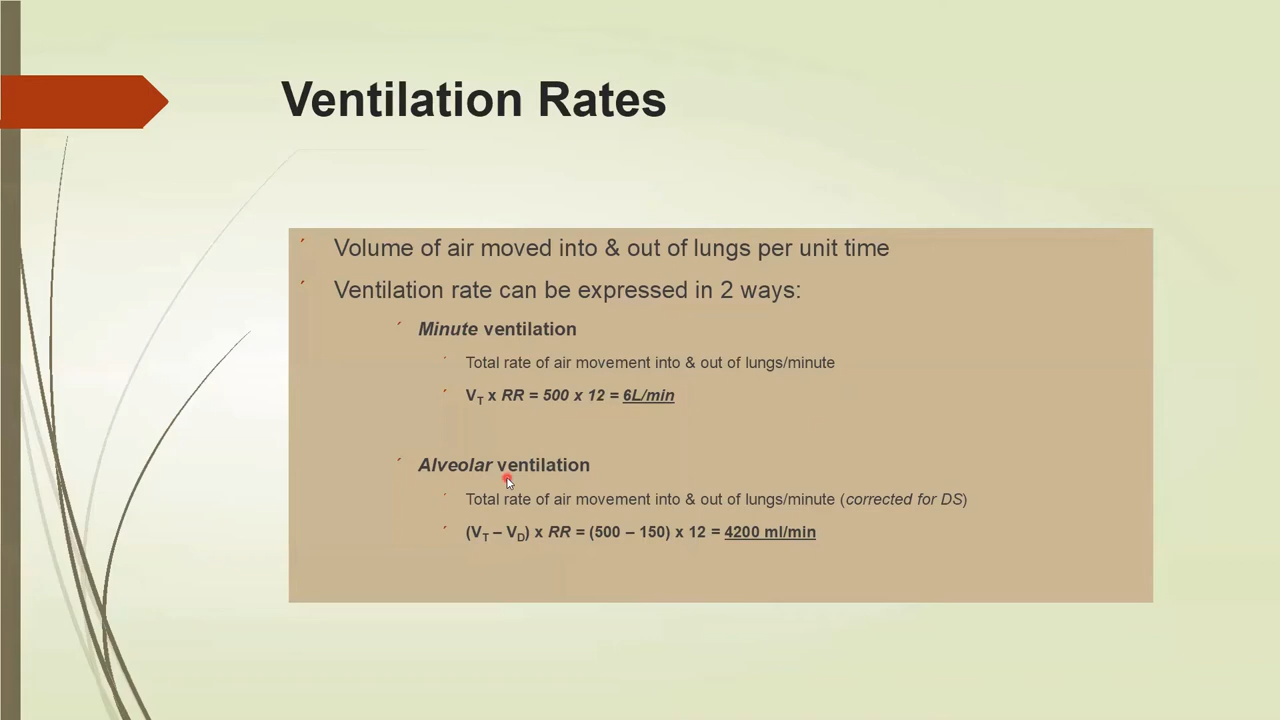 Ventilation Rates
Volume of air moved into & out of lungs per unit time
Ventilation rate can be expressed in 2 ways:
Minute ventilation
Total rate of air movement into & out of lungs/minute
VT x RR = 500 x 12 = 6L/min
Alveolar ventilation
Total rate of air movement into & out of lungs/minute (corrected for DS)
(VT – VD) x RR = (500 – 150) x 12 = 4200 ml/min